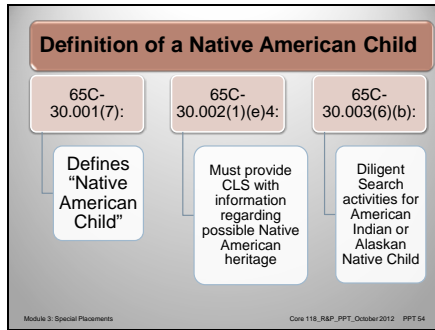 Definition of a Native American Child
65C-
30.001(7):
65C-
30.002(1)(e)4:
65C-
30.003(6)(b):
Defines
“Native
American
Child”
Must provide
CLS with
information
regarding
possible Native
American
heritage
Diligent
Search
activities for
American
Indian or
Alaskan
Native Child
Module 3: Special Placements
Core 118_R&P_PPT_October 2012 PPT 54